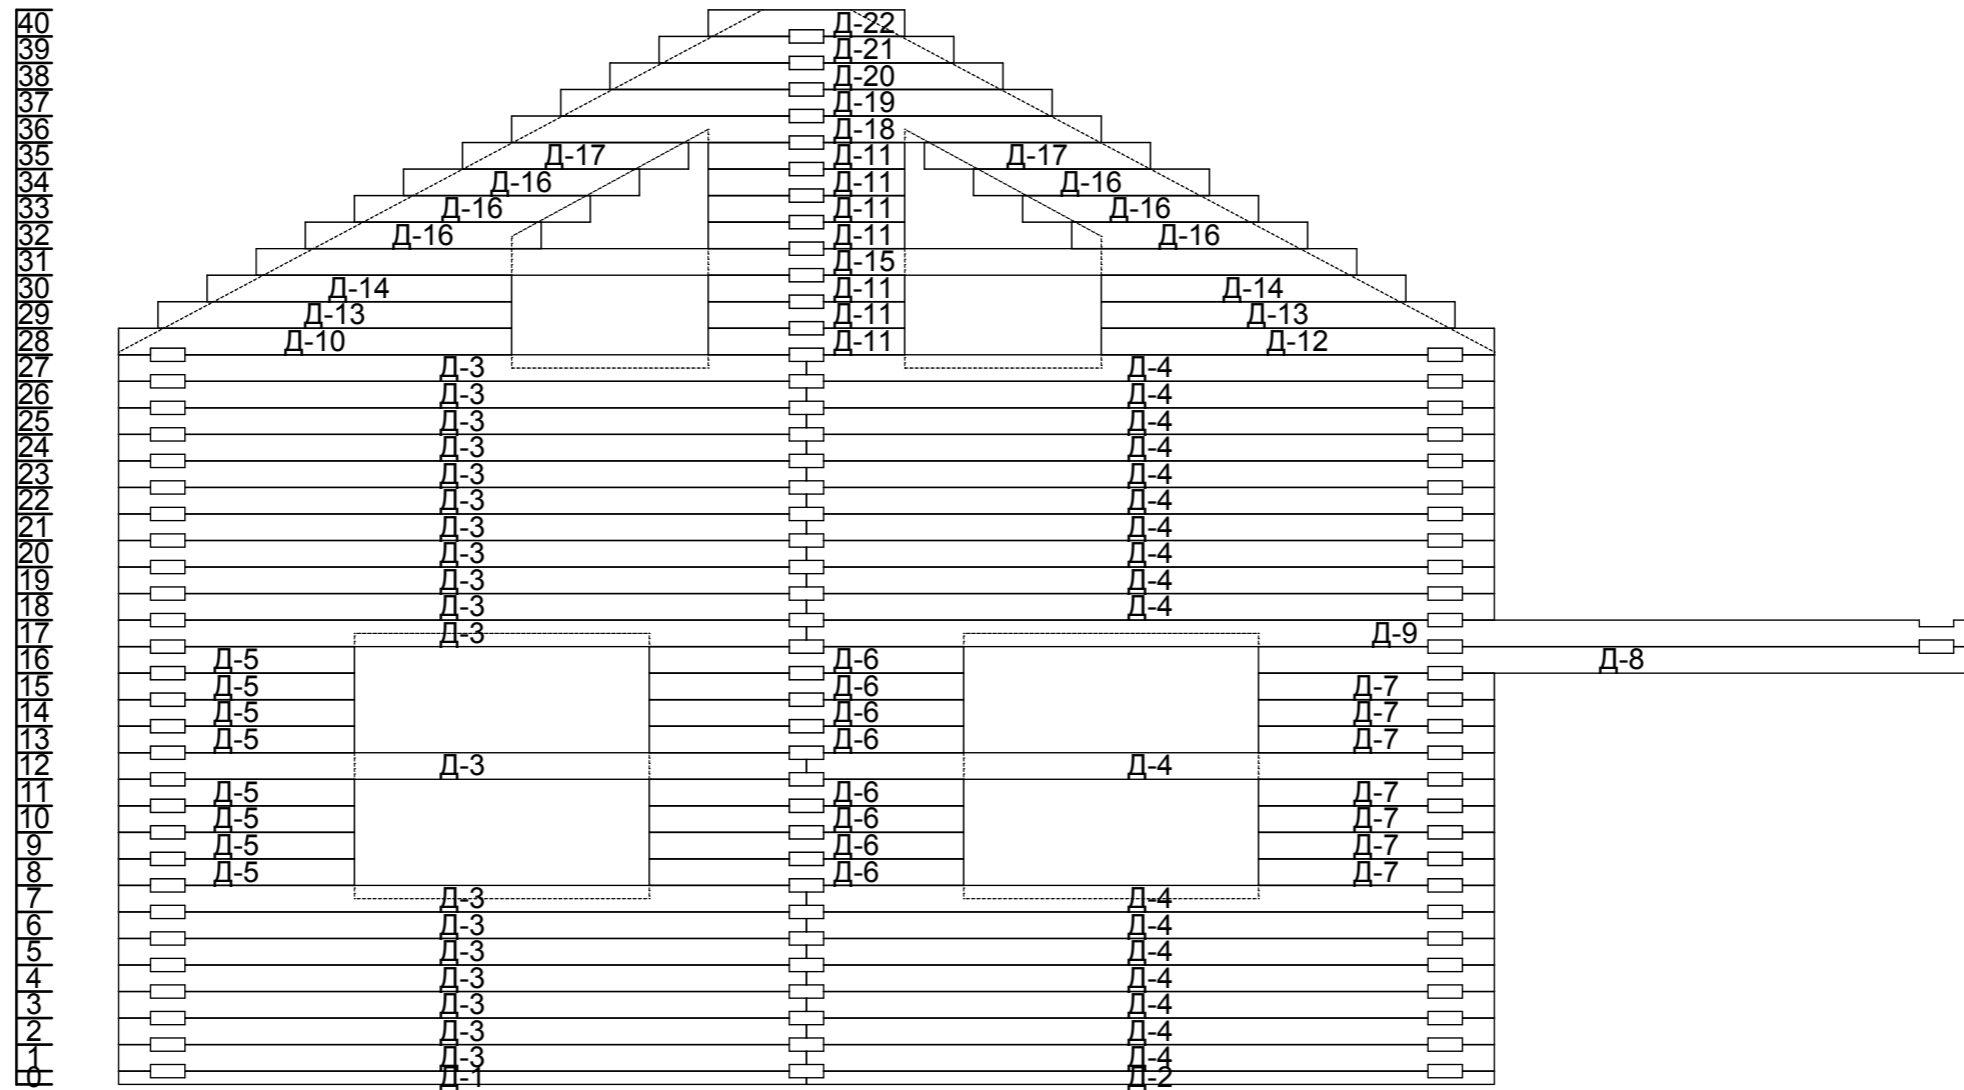 40 Д-22
39 Д-21
38 Д-20
37 Д-19
36 Д-18
35 Д-17 Д-11 Д-17
34 Д-16 Д-11 Д-16
33 Д-16 Д-11 Д-16
32 Д-16 Д-11 Д-16
31 Д-15
30 Д-14 Д-11 Д-14
29 Д-13 Д-11 Д-13
28 Д-10 Д-11 Д-12
27 Д-3 Д-4
26 Д-3 Д-4
25 Д-3 Д-4
24 Д-3 Д-4
23 Д-3 Д-4
22 Д-3 Д-4
21 Д-3 Д-4
20 Д-3 Д-4
19 Д-3 Д-4
18 Д-3 Д-4
17 Д-3 Д-9
16 Д-5 Д-6 Д-8
15 Д-5 Д-6 Д-7
14 Д-5 Д-6 Д-7
13 Д-5 Д-6 Д-7
12 Д-3 Д-4
11 Д-5 Д-6 Д-7
10 Д-5 Д-6 Д-7
9 Д-5 Д-6 Д-7
8 Д-5 Д-6 Д-7
7 Д-3 Д-4
6 Д-3 Д-4
5 Д-3 Д-4
4 Д-3 Д-4
3 Д-3 Д-4
2 Д-3 Д-4
1 Д-3 Д-4
0 Д-1 Д-2